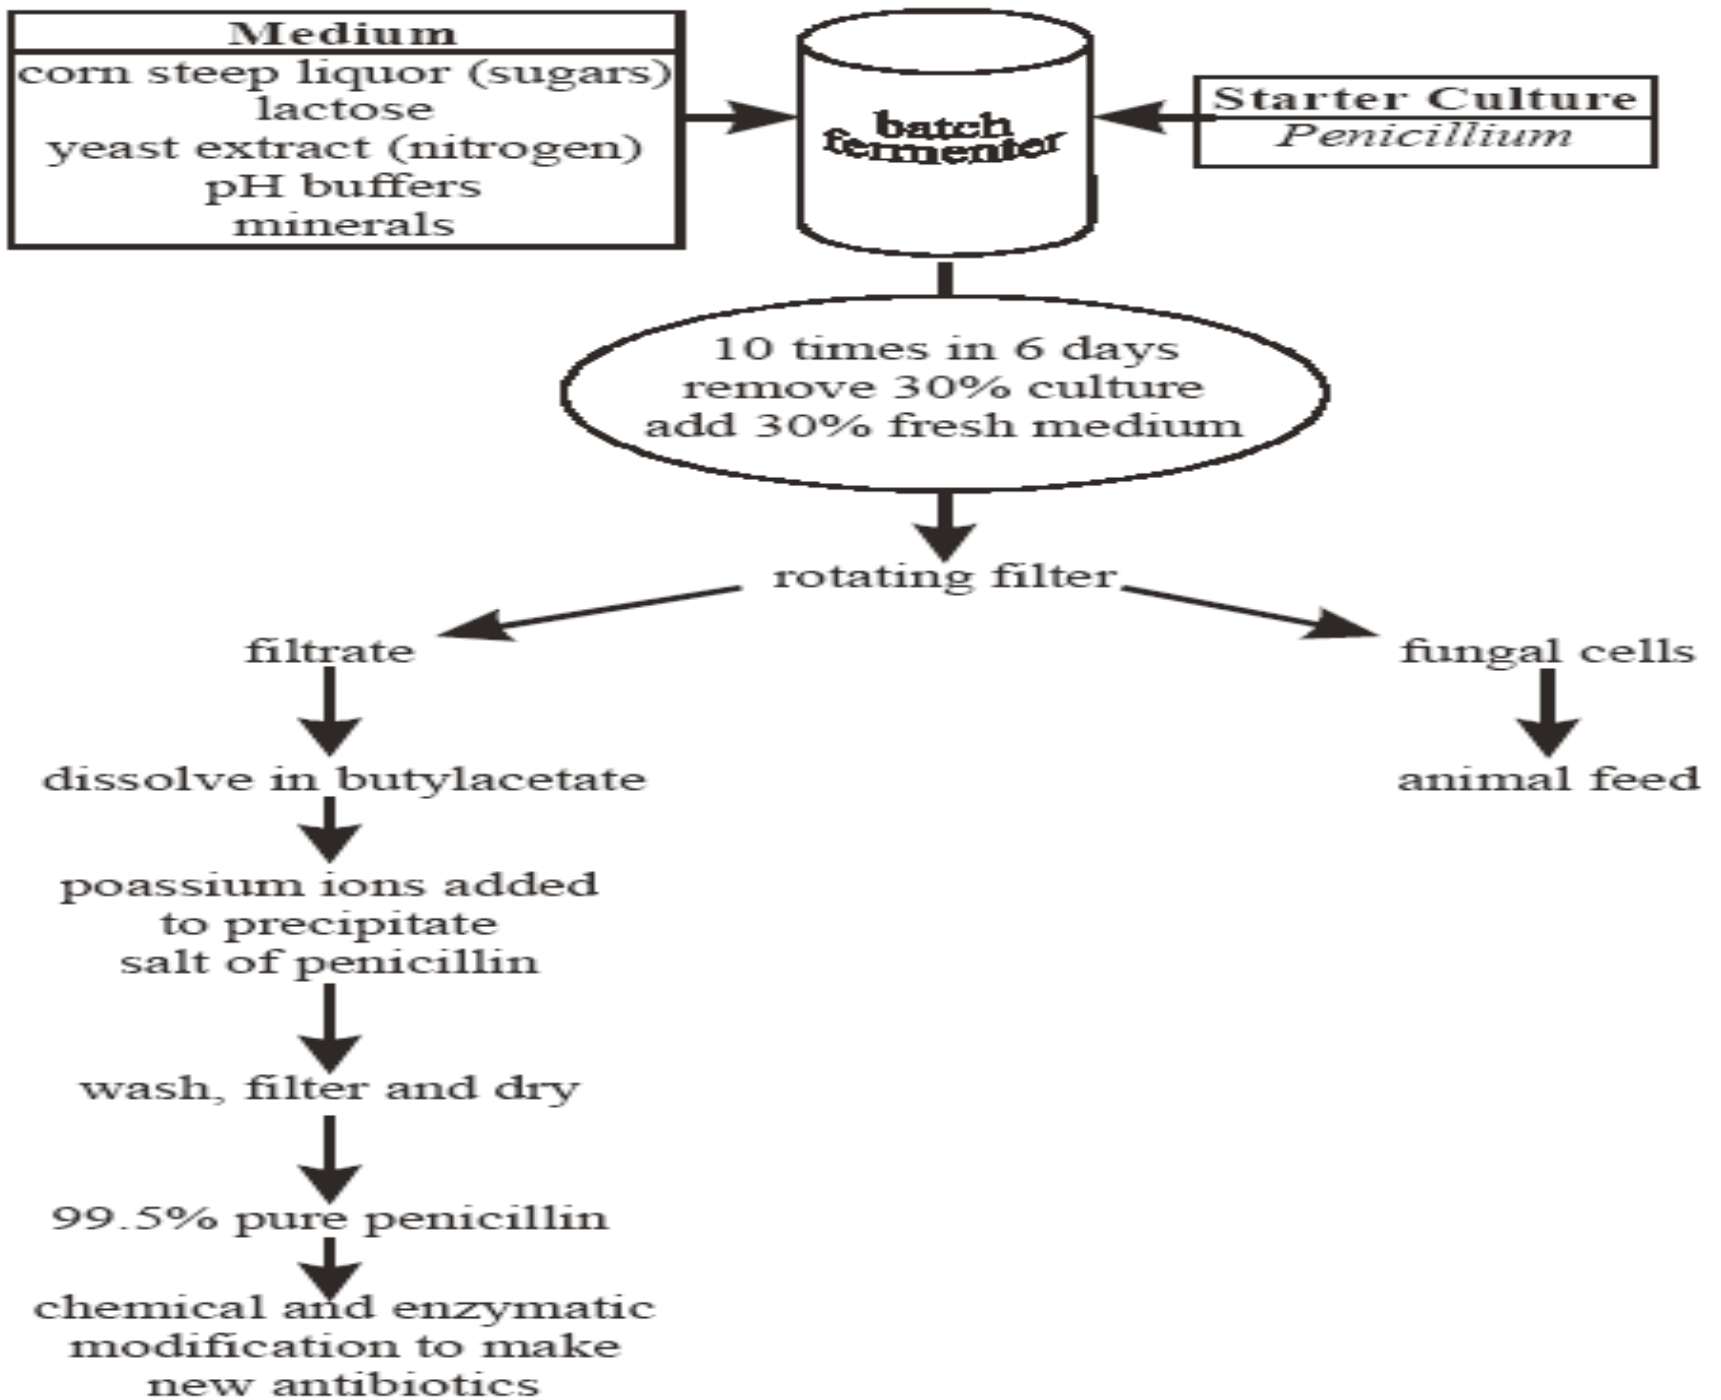 Medium
corn steep liquor (sugars)
lactose
yeast extract (nitrogen)
pH buffers
minerals
batch
fermenter
Starter Culture
Penicillium
10 times in 6 days
remove 30% culture
add 30% fresh medium
rotating filter
filtrate
fungal cells
dissolve in butylacetate
animal feed
poassium ions added
to precipitate
salt of penicillin
wash, filter and dry
99.5% pure penicillin
chemical and enzymatic
modification to make
new antibiotics